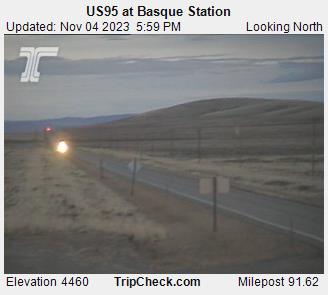 US95 at Basque Station
Updated: Nov 04 2023 5:59 PM Looking North
Elevation 4460 TripCheck.com Milepost 91.62